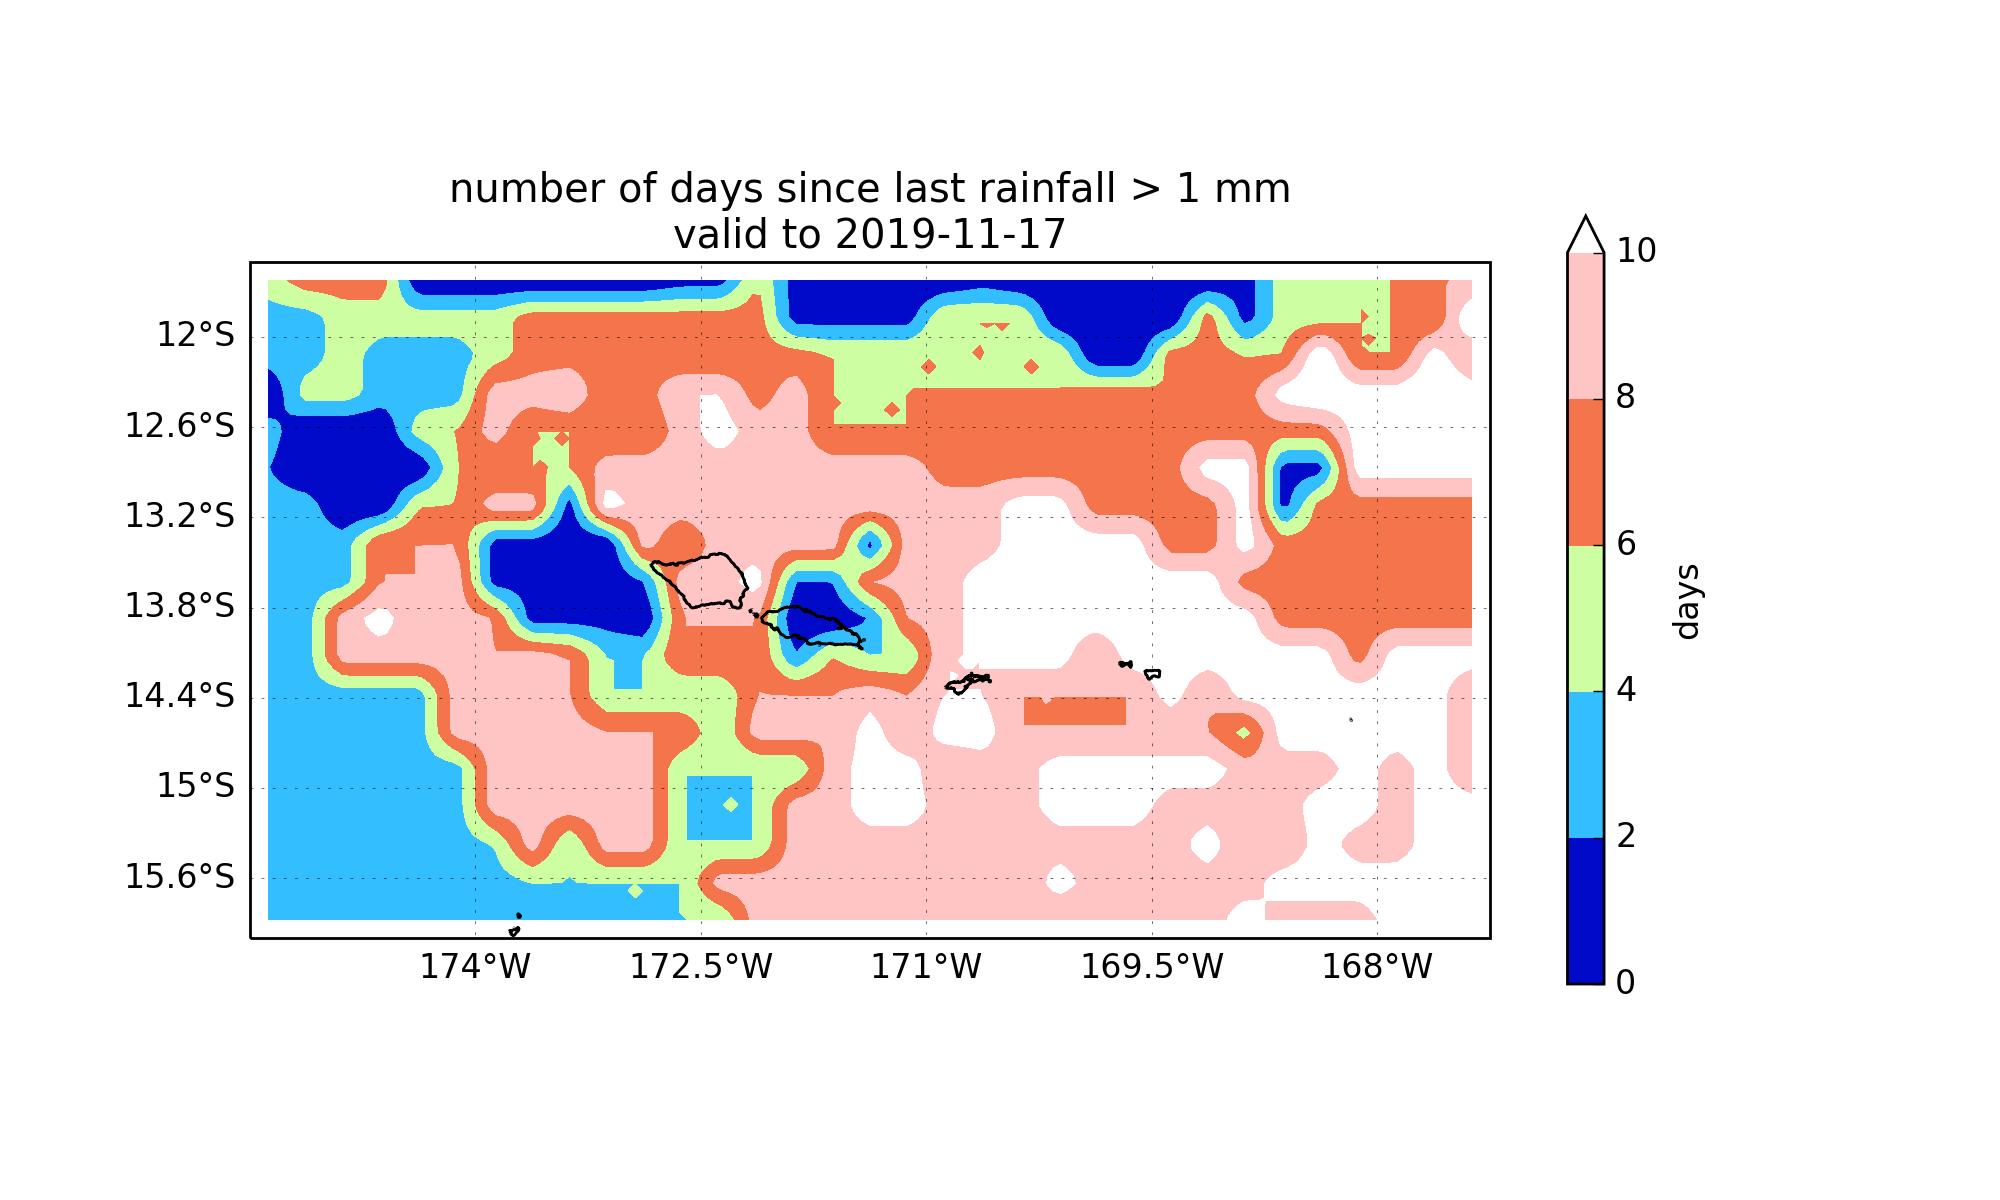 number of days since last rainfall > 1 mm
valid to 2019-11-17
12°S
12.6°S
13.2°S
13.8°S
14.4°S
15°S
15.6°S
174°W
172.5°W
171°W
169.5°W
168°W
10
8
6
4
2
0
days